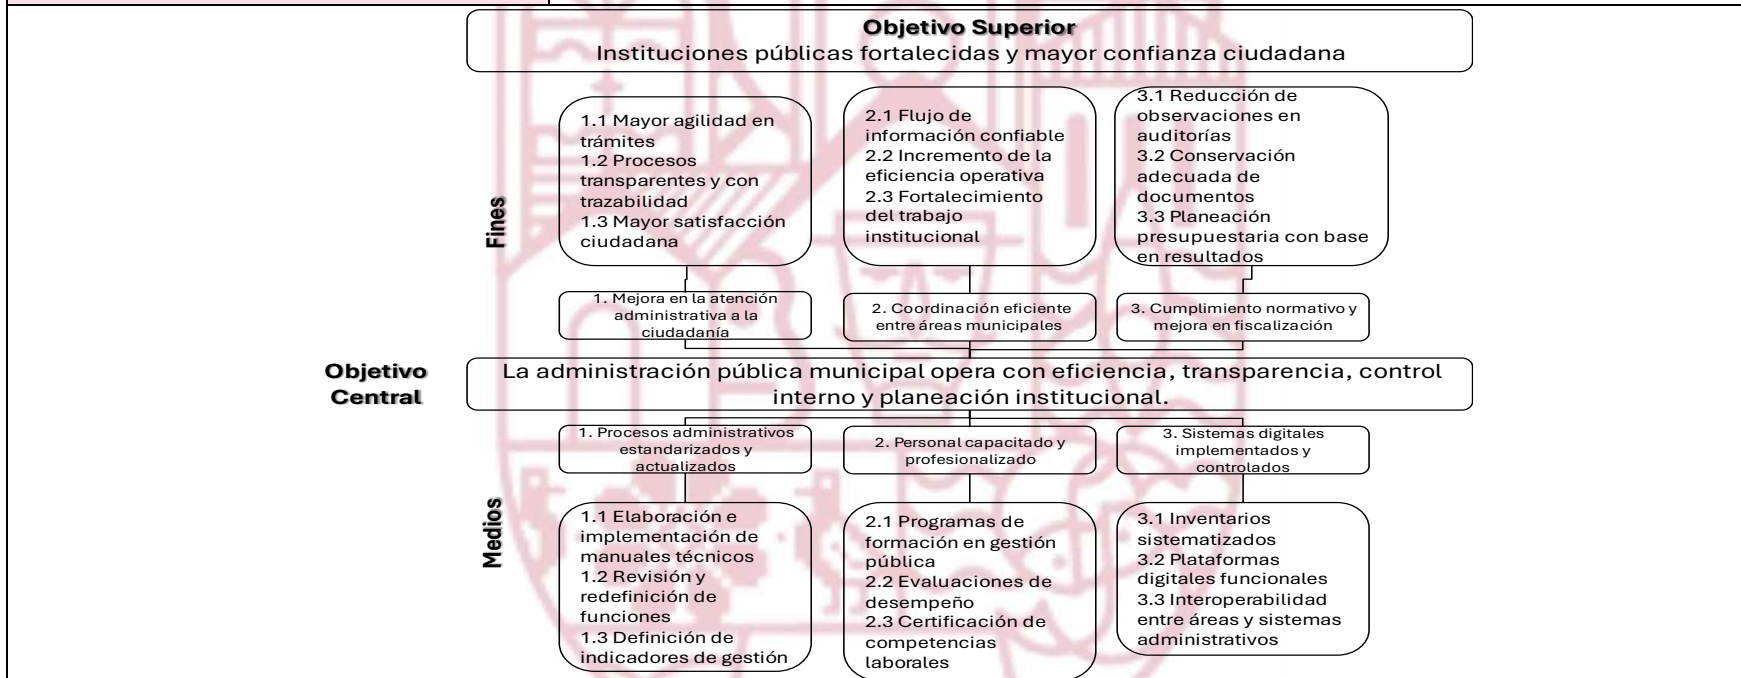 Objetivo Superior
Instituciones públicas fortalecidas y mayor confianza ciudadana
Fines
1.1 Mayor agilidad en
trámites
1.2 Procesos
transparentes y con
trazabilidad
1.3 Mayor satisfacción
ciudadana
2.1 Flujo de
información confiable
2.2 Incremento de la
eficiencia operativa
2.3 Fortalecimiento
del trabajo
institucional
3.1 Reducción de
observaciones en
auditorías
3.2 Conservación
adecuada de
documentos
3.3 Planeación
presupuestaria con base
en resultados
1. Mejora en la atención
administrativa a la
ciudadanía
2. Coordinación eficiente
entre áreas municipales
3. Cumplimiento normativo y
mejora en fiscalización
Objetivo
Central
La administración pública municipal opera con eficiencia, transparencia, control
interno y planeación institucional.
1. Procesos administrativos
estandarizados y
actualizados
2. Personal capacitado y
profesionalizado
3. Sistemas digitales
implementados y
controlados
Medios
1.1 Elaboración e
implementación de
manuales técnicos
1.2 Revisión y
redefinición de
funciones
1.3 Definición de
indicadores de gestión
2.1 Programas de
formación en gestión
pública
2.2 Evaluaciones de
desempeño
2.3 Certificación de
competencias
laborales
3.1 Inventarios
sistematizados
3.2 Plataformas
digitales funcionales
3.3 Interoperabilidad
entre áreas y sistemas
administrativos